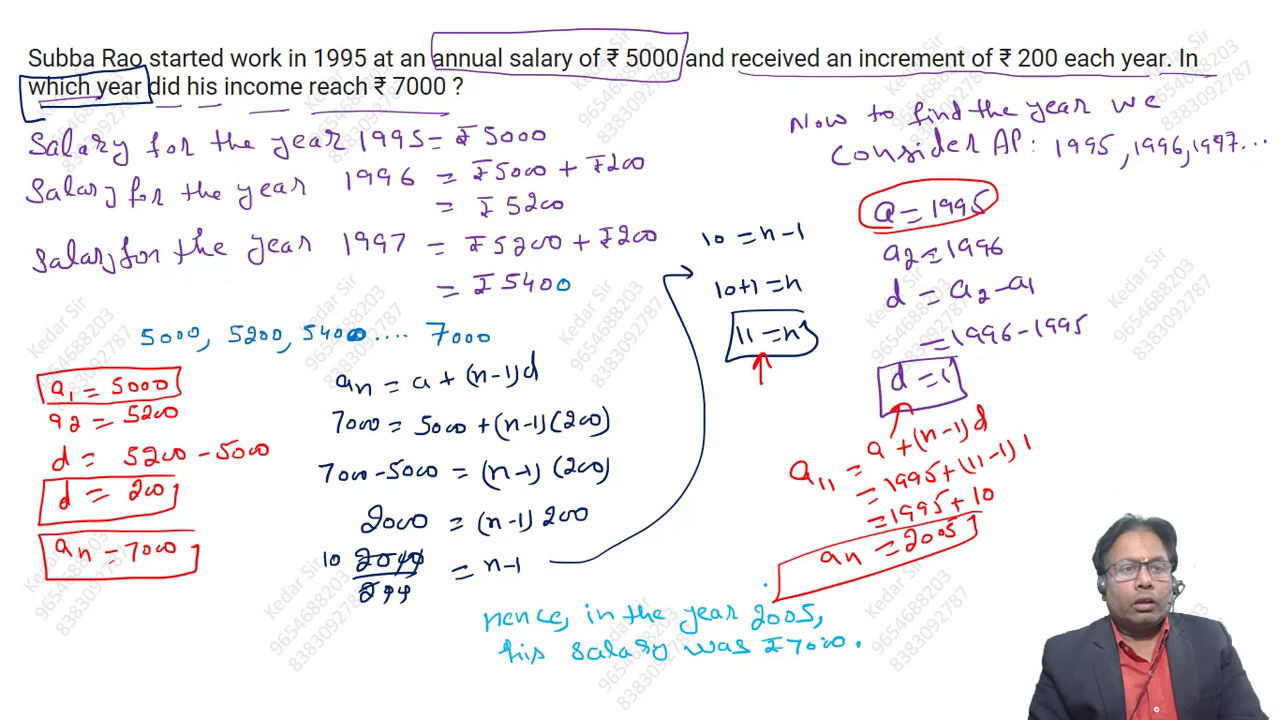 Subba Rao started work in 1995 at an annual salary of ₹ 5000 and received an increment of ₹ 200 each year. In
which year did his income reach ₹ 7000 ?
Salary for the year 1995 = ₹5000
Salary for the year 1996 = ₹5000 + ₹200
= ₹5200
Salary for the year 1997 = ₹5200 + ₹200
= ₹5400
5000, 5200, 5400 .... 7000
a1 = 5000
a2 = 5200
d = 5200 - 5000
d = 200
an = 7000
an = a + (n-1)d
7000 = 5000 + (n-1)(200)
7000 - 5000 = (n-1)(200)
2000 = (n-1) 200
10 2000/200 = n-1
10 = n-1
10+1 = n
11 = n
Now to find the year we
Consider AP: 1995, 1996, 1997...
a = 1995
a2 = 1996
d = a2 - a1
= 1996 - 1995
d = 1
a11 = a + (n-1)d
= 1995 + (11-1) 1
= 1995 + 10
an = 2005
hence, in the year 2005,
his salary was ₹7000.
Kedar Sir
9654688203
8383092787